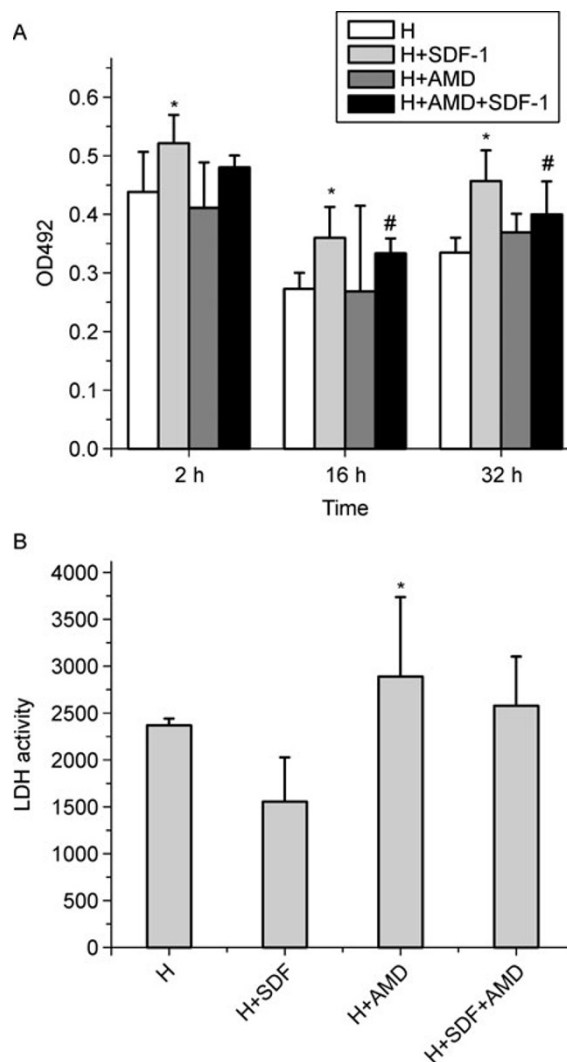 A
H
H+SDF-1
H+AMD
H+AMD+SDF-1
0.6
0.5
0.4
0.3
0.2
0.1
0.0
OD492
*
*
#
*
#
2 h
16 h
32 h
Time
B
4000
3500
3000
2500
2000
1500
1000
500
0
LDH activity
*
H
H+SDF
H+AMD
H+SDF+AMD